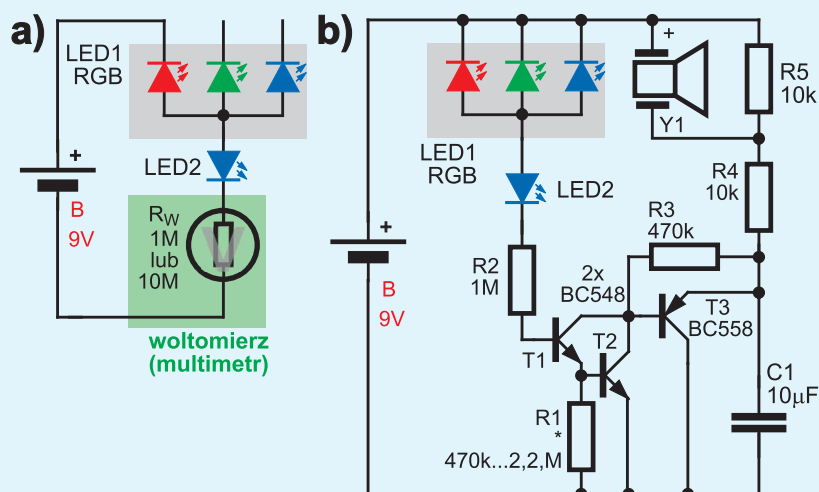 a)
LED1
RGB
LED2
+
B
9V
RW
1M
lub
10M
woltomierz
(multimetr)
b)
LED1
RGB
LED2
+
B
9V
R2
1M
2x
BC548
T1
T2
R1
*
470k...2,2,M
R3
470k
T3
BC558
+
Y1
R5
10k
R4
10k
C1
10µF